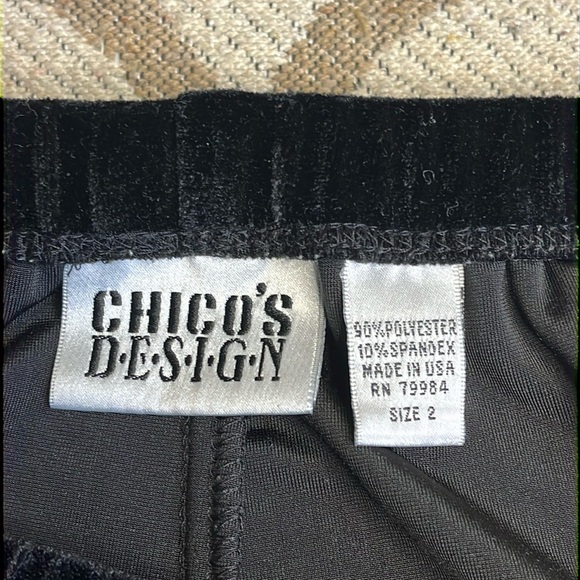 CHICO'S
D·E·S·I·G·N
90%POLYESTER
10%SPANDEX
MADE IN USA
RN 79984
SIZE 2